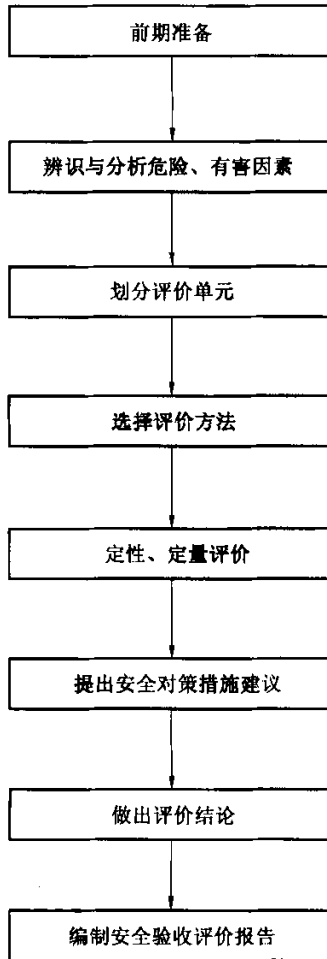 前期准备
辨识与分析危险、有害因素
划分评价单元
选择评价方法
定性、定量评价
提出安全对策措施建议
做出评价结论
编制安全验收评价报告